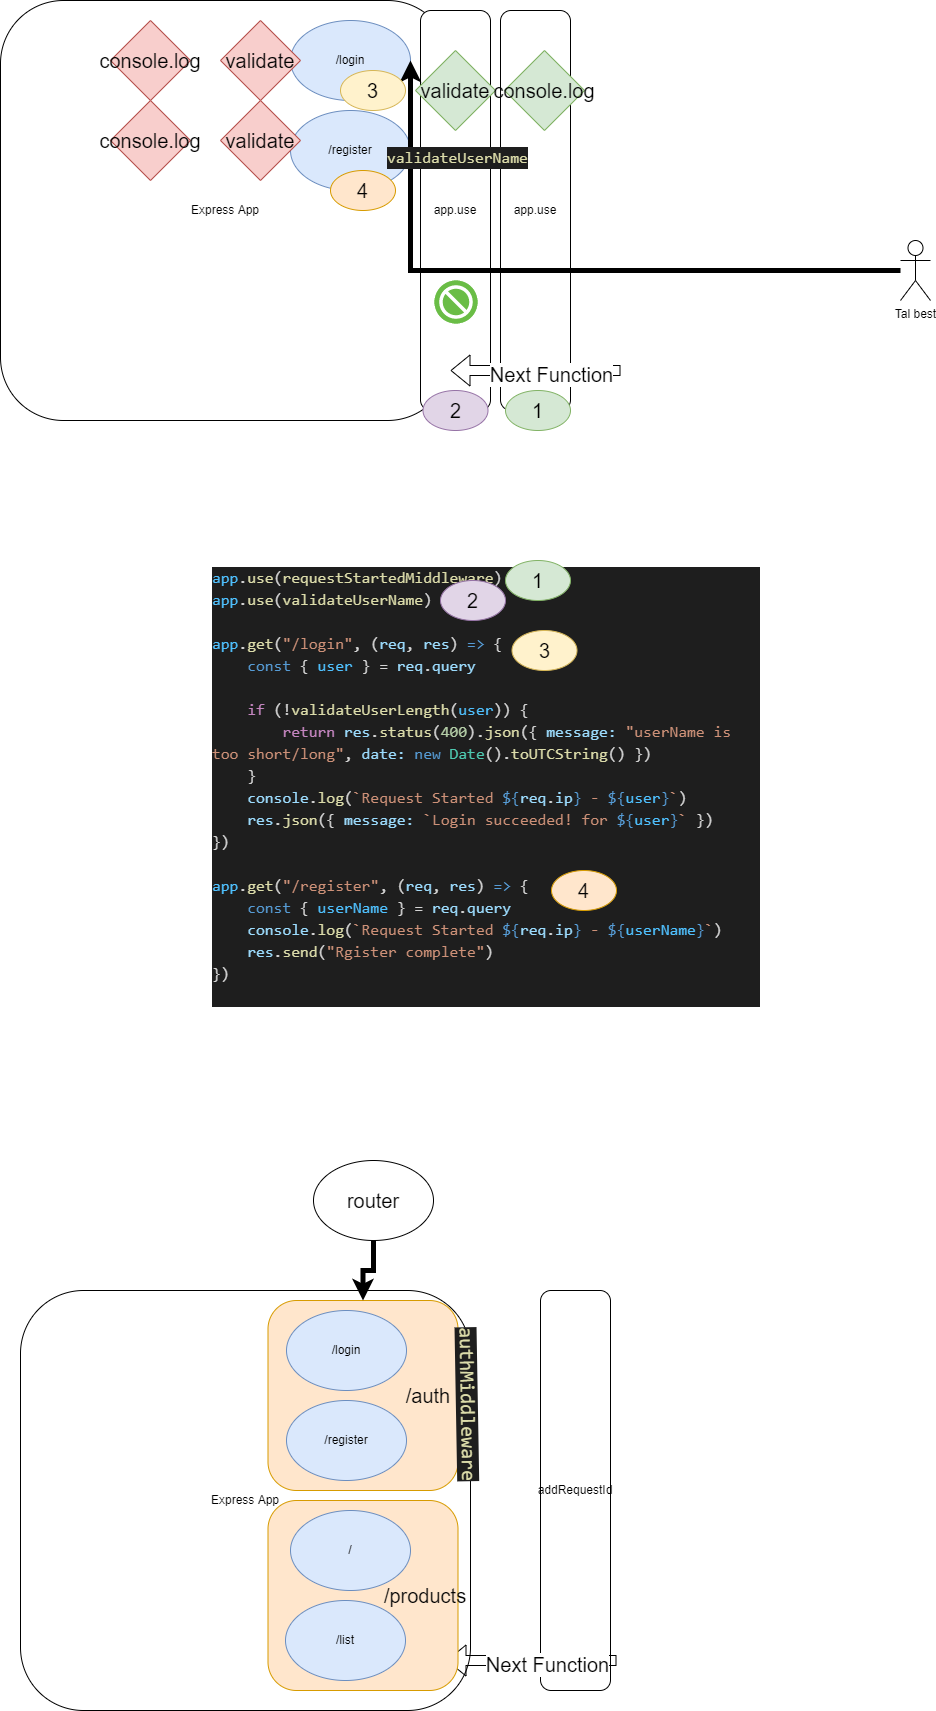 /login
console.log
validate
3
validate
console.log
console.log
validate
/register
validateUserName
4
Express App
app.use
app.use
Tal best
Next Function
2
1
app.use(requestStartedMiddleware)
1
app.use(validateUserName)
2
app.get("/login", (req, res) => {
3
const { user } = req.query
if (!validateUserLength(user)) {
return res.status(400).json({ message: "userName is
too short/long", date: new Date().toUTCString() })
}
console.log(`Request Started ${req.ip} - ${user}`)
res.json({ message: `Login succeeded! for ${user}` })
})
app.get("/register", (req, res) => {
4
const { userName } = req.query
console.log(`Request Started ${req.ip} - ${userName}`)
res.send("Rgister complete")
})
router
/login
/auth
authMiddleware
/register
addRequestId
Express App
/
/products
/list
Next Function